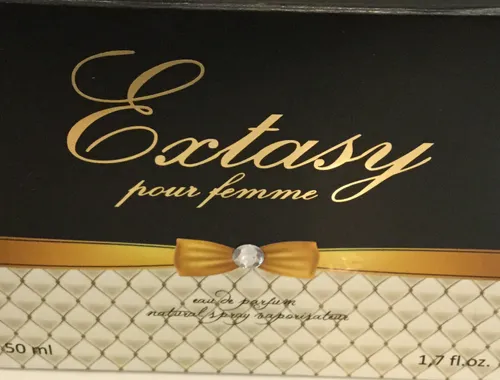 Extasy
pour femme
eau de parfum
natural spray vaporisateur
50 ml
1,7 fl.oz.